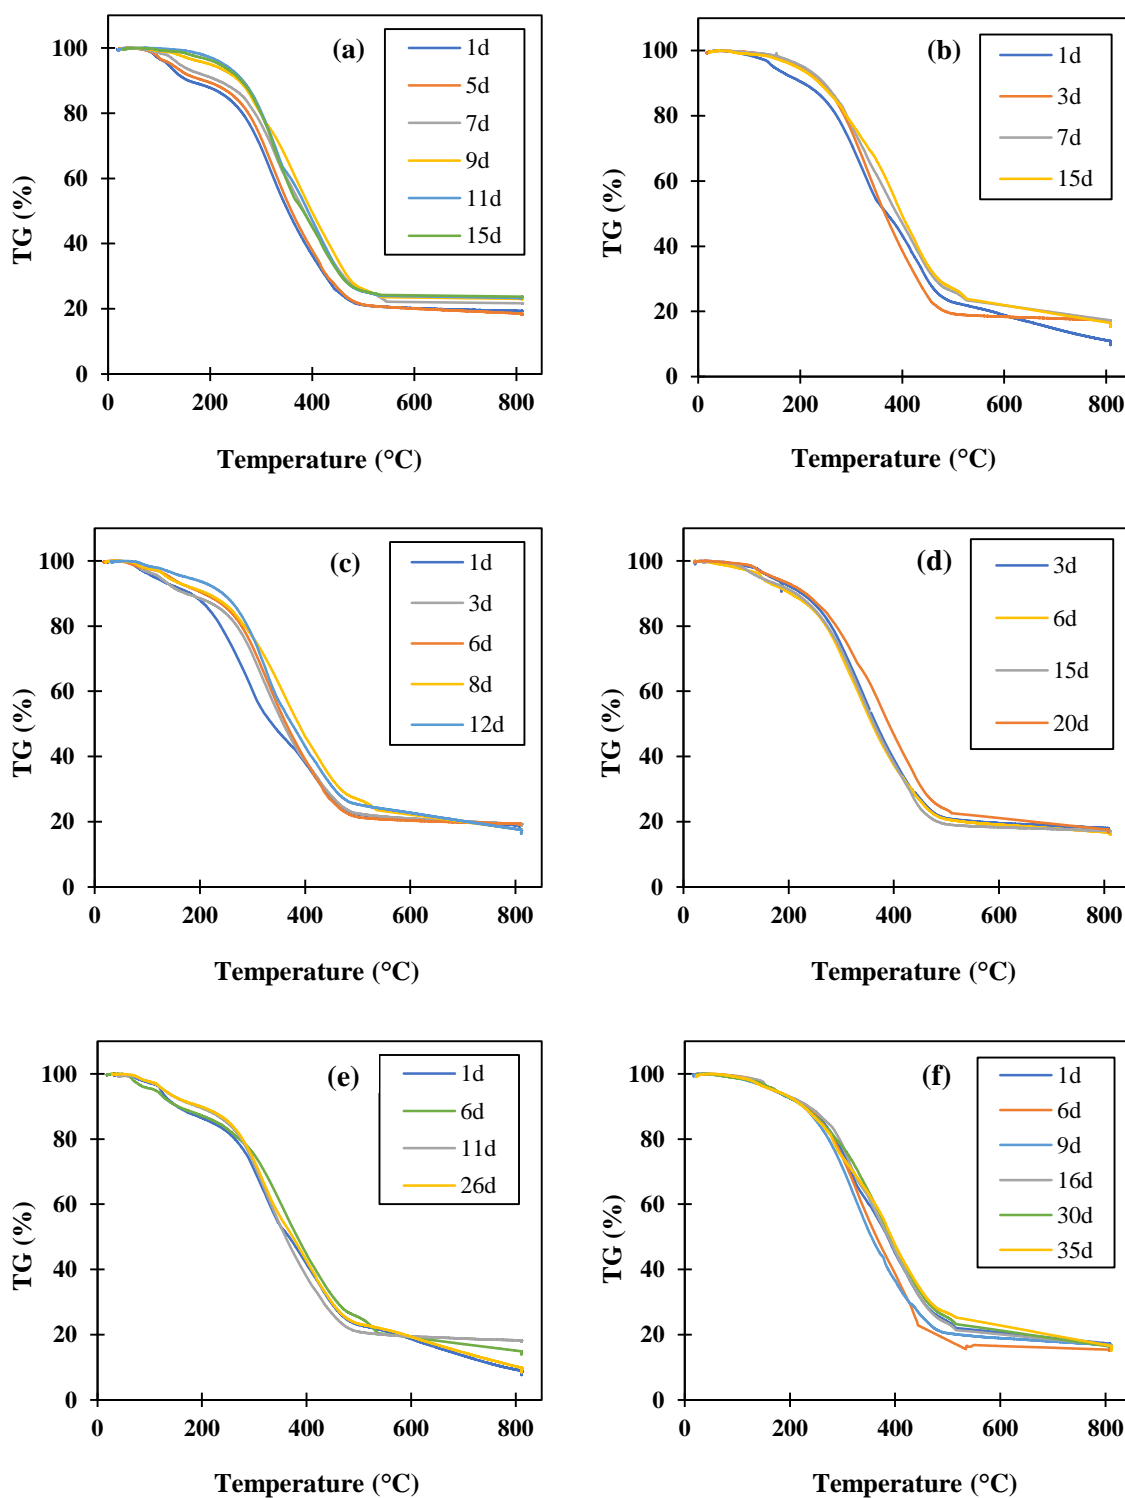 (a)
1d
5d
7d
9d
11d
15d
TG (%)
100
80
60
40
20
0
0 200 400 600 800
Temperature (°C)
(b)
1d
3d
7d
15d
TG (%)
100
80
60
40
20
0
0 200 400 600 800
Temperature (°C)
(c)
1d
3d
6d
8d
12d
TG (%)
100
80
60
40
20
0
0 200 400 600 800
Temperature (°C)
(d)
3d
6d
15d
20d
TG (%)
100
80
60
40
20
0
0 200 400 600 800
Temperature (°C)
(e)
1d
6d
11d
26d
TG (%)
100
80
60
40
20
0
0 200 400 600 800
Temperature (°C)
(f)
1d
6d
9d
16d
30d
35d
TG (%)
100
80
60
40
20
0
0 200 400 600 800
Temperature (°C)